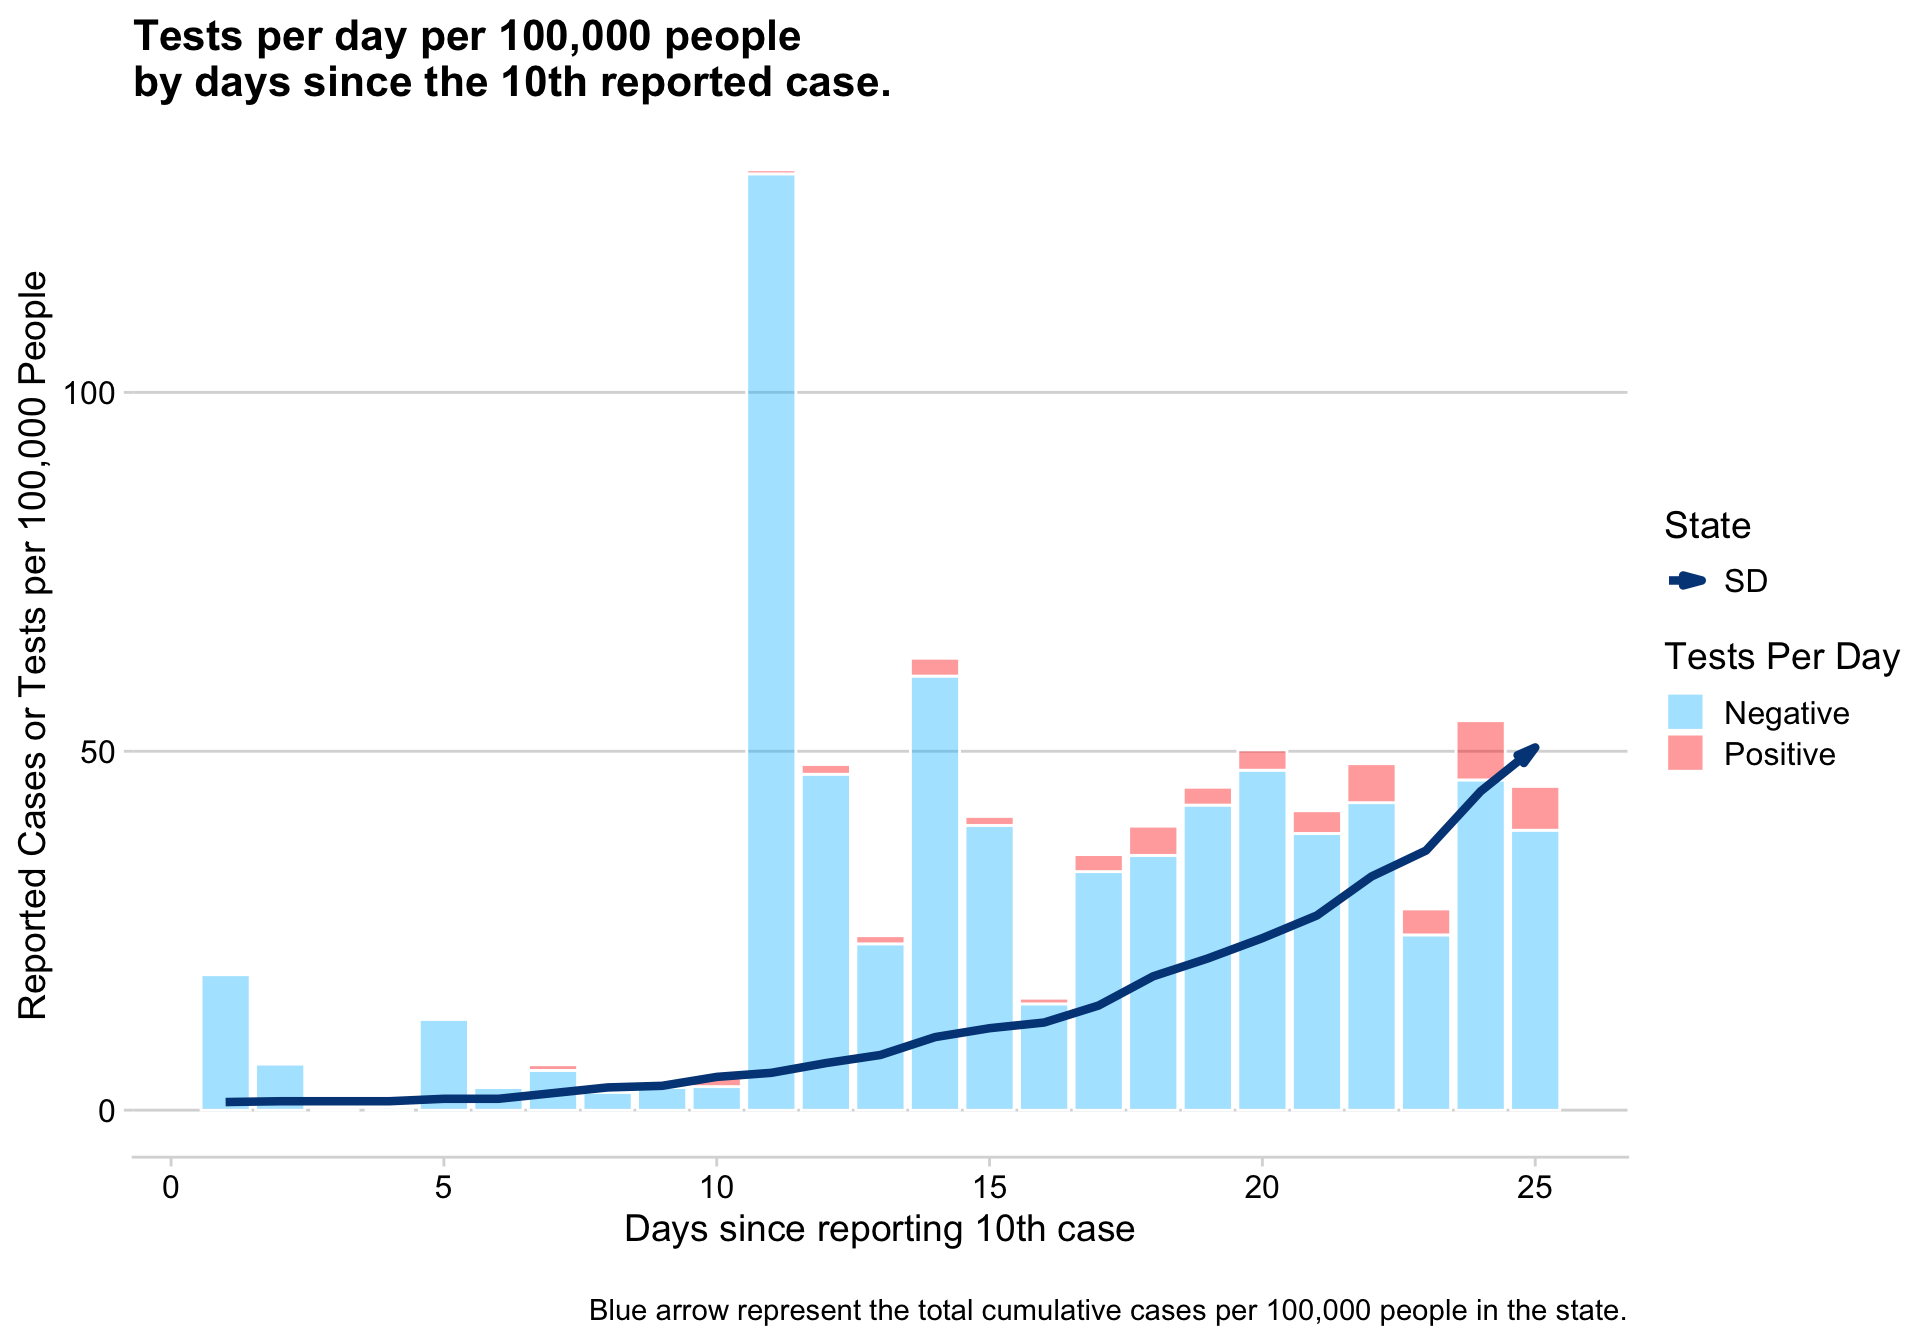 Tests per day per 100,000 people
by days since the 10th reported case.
Reported Cases or Tests per 100,000 People
100
50
0
0 5 10 15 20 25
Days since reporting 10th case
State
SD
Tests Per Day
Negative
Positive
Blue arrow represent the total cumulative cases per 100,000 people in the state.